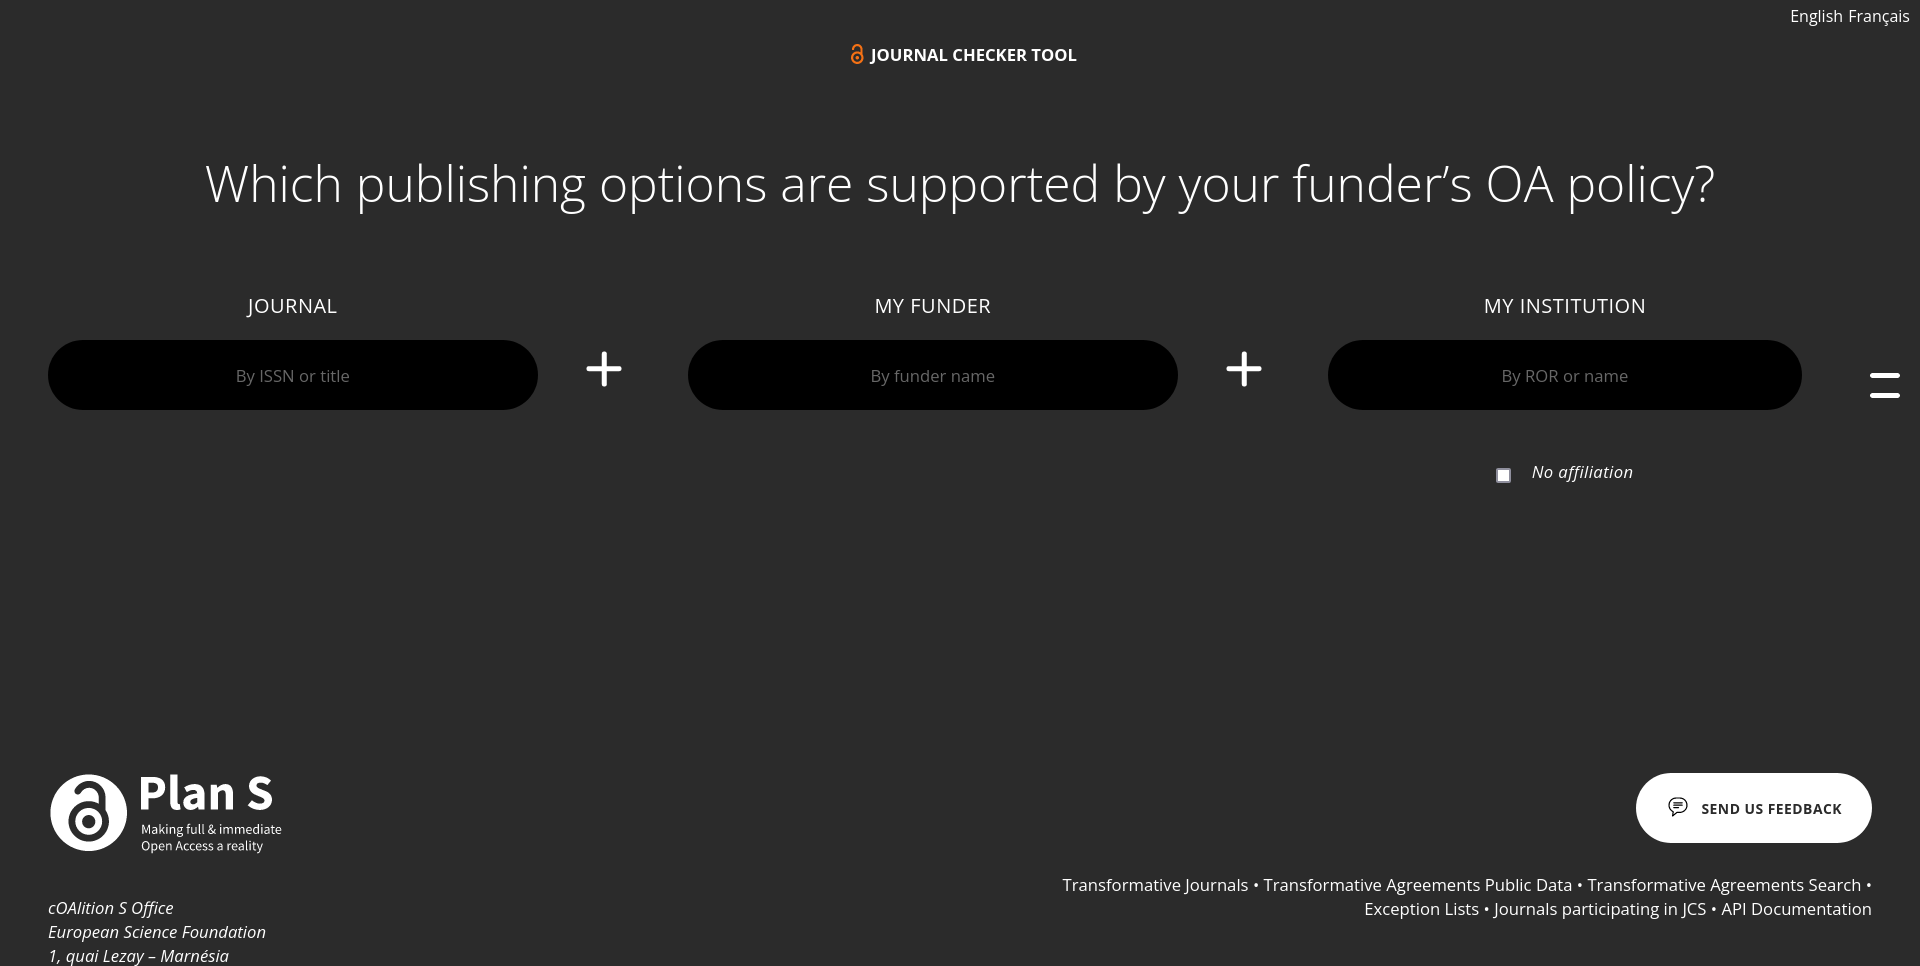 English Français
JOURNAL CHECKER TOOL
Which publishing options are supported by your funder’s OA policy?
JOURNAL
MY FUNDER
MY INSTITUTION
By ISSN or title
By funder name
By ROR or name
No affiliation
Plan S
Making full & immediate
Open Access a reality
SEND US FEEDBACK
Transformative Journals • Transformative Agreements Public Data • Transformative Agreements Search •
Exception Lists • Journals participating in JCS • API Documentation
cOAlition S Office
European Science Foundation
1, quai Lezay – Marnésia